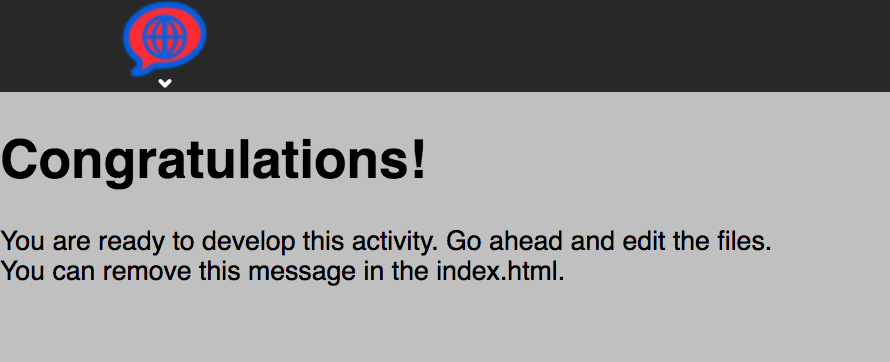 Congratulations!
You are ready to develop this activity. Go ahead and edit the files.
You can remove this message in the index.html.